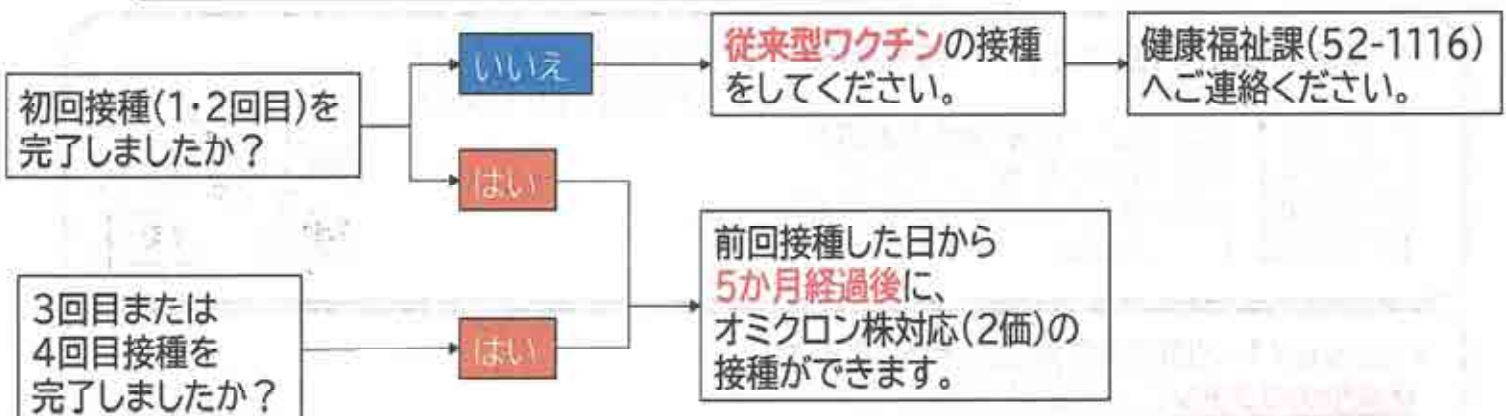 初回接種(1・2回目)を
完了しましたか？
いいえ
従来型ワクチンの接種
をしてください。
健康福祉課(52-1116)
へご連絡ください。
はい
3回目または
4回目接種を
完了しましたか？
はい
前回接種した日から
5か月経過後に、
オミクロン株対応(2価)の
接種ができます。